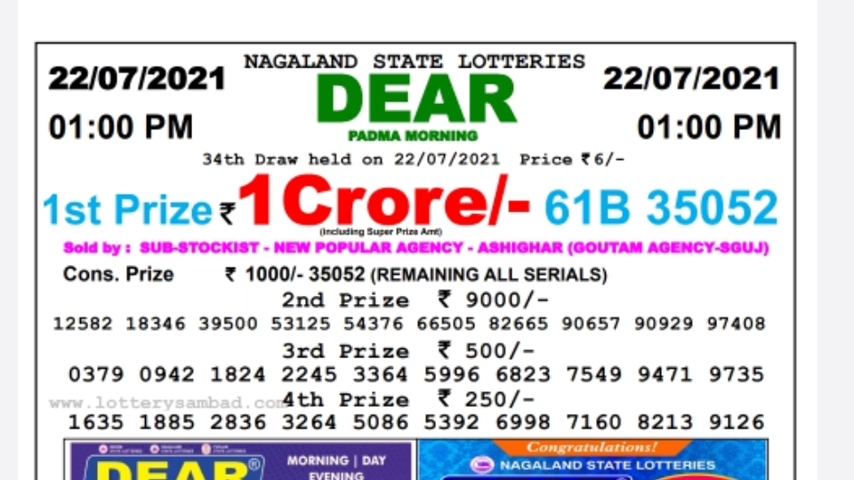 NAGALAND STATE LOTTERIES
22/07/2021 DEAR 22/07/2021
01:00 PM PADMA MORNING 01:00 PM
34th Draw held on 22/07/2021 Price ₹6/-
1st Prize ₹1Crore/- 61B 35052
(Including Super Prize Amt)
Sold by : SUB-STOCKIST - NEW POPULAR AGENCY - ASHIGHAR (GOUTAM AGENCY-SGUJ)
Cons. Prize ₹ 1000/- 35052 (REMAINING ALL SERIALS)
2nd Prize ₹ 9000/-
12582 18346 39500 53125 54376 66505 82665 90657 90929 97408
3rd Prize ₹ 500/-
0379 0942 1824 2245 3364 5996 6823 7549 9471 9735
www.lotterysambad.com
4th Prize ₹ 250/-
1635 1885 2836 3264 5086 5392 6998 7160 8213 9126
DEAR®
MORNING | DAY
EVENING
Congratulations!
NAGALAND STATE LOTTERIES